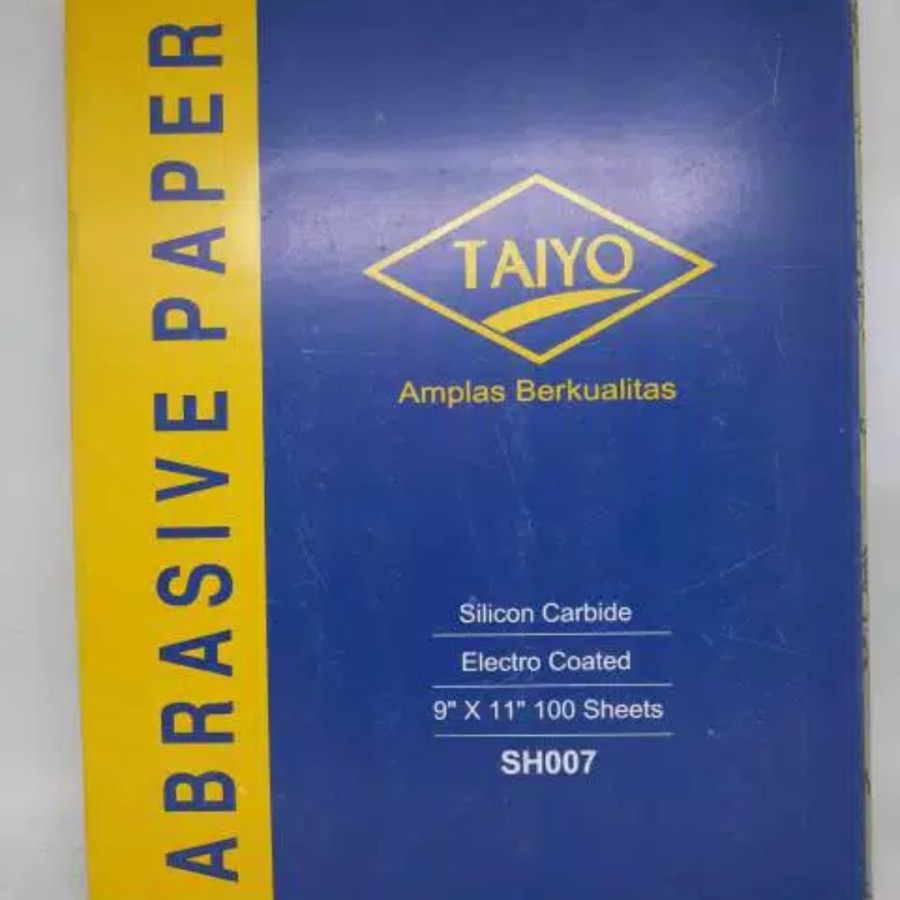 ABRASIVE PAPER
TAIYO
Amplas Berkualitas
Silicon Carbide
Electro Coated
9" X 11" 100 Sheets
SH007